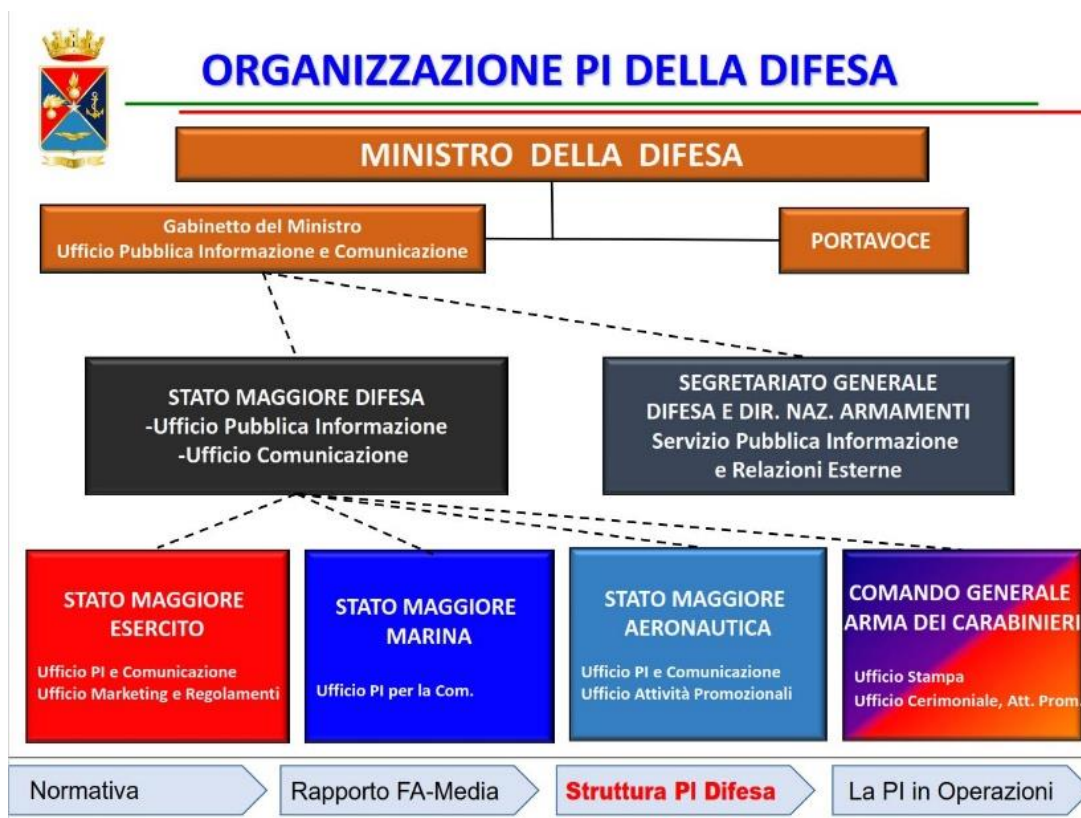 ORGANIZZAZIONE PI DELLA DIFESA
MINISTRO DELLA DIFESA
Gabinetto del Ministro
Ufficio Pubblica Informazione e Comunicazione
PORTAVOCE
STATO MAGGIORE DIFESA
-Ufficio Pubblica Informazione
-Ufficio Comunicazione
SEGRETARIATO GENERALE
DIFESA E DIR. NAZ. ARMAMENTI
Servizio Pubblica Informazione
e Relazioni Esterne
STATO MAGGIORE
ESERCITO
Ufficio PI e Comunicazione
Ufficio Marketing e Regolamenti
STATO MAGGIORE
MARINA
Ufficio PI per la Com.
STATO MAGGIORE
AERONAUTICA
Ufficio PI e Comunicazione
Ufficio Attività Promozionali
COMANDO GENERALE
ARMA DEI CARABINIERI
Ufficio Stampa
Ufficio Cerimoniale, Att. Prom.
Normativa
Rapporto FA-Media
Struttura PI Difesa
La PI in Operazioni